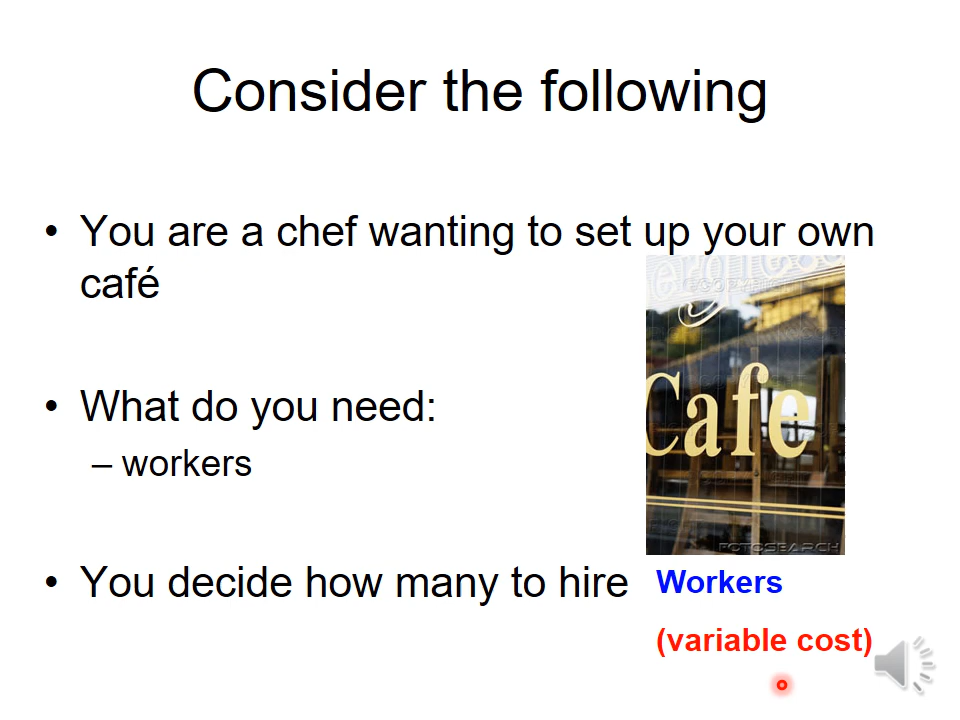 Consider the following
• You are a chef wanting to set up your own
café
• What do you need:
– workers
• You decide how many to hire
Cafe
FOTOSEARCH
Workers
(variable cost)